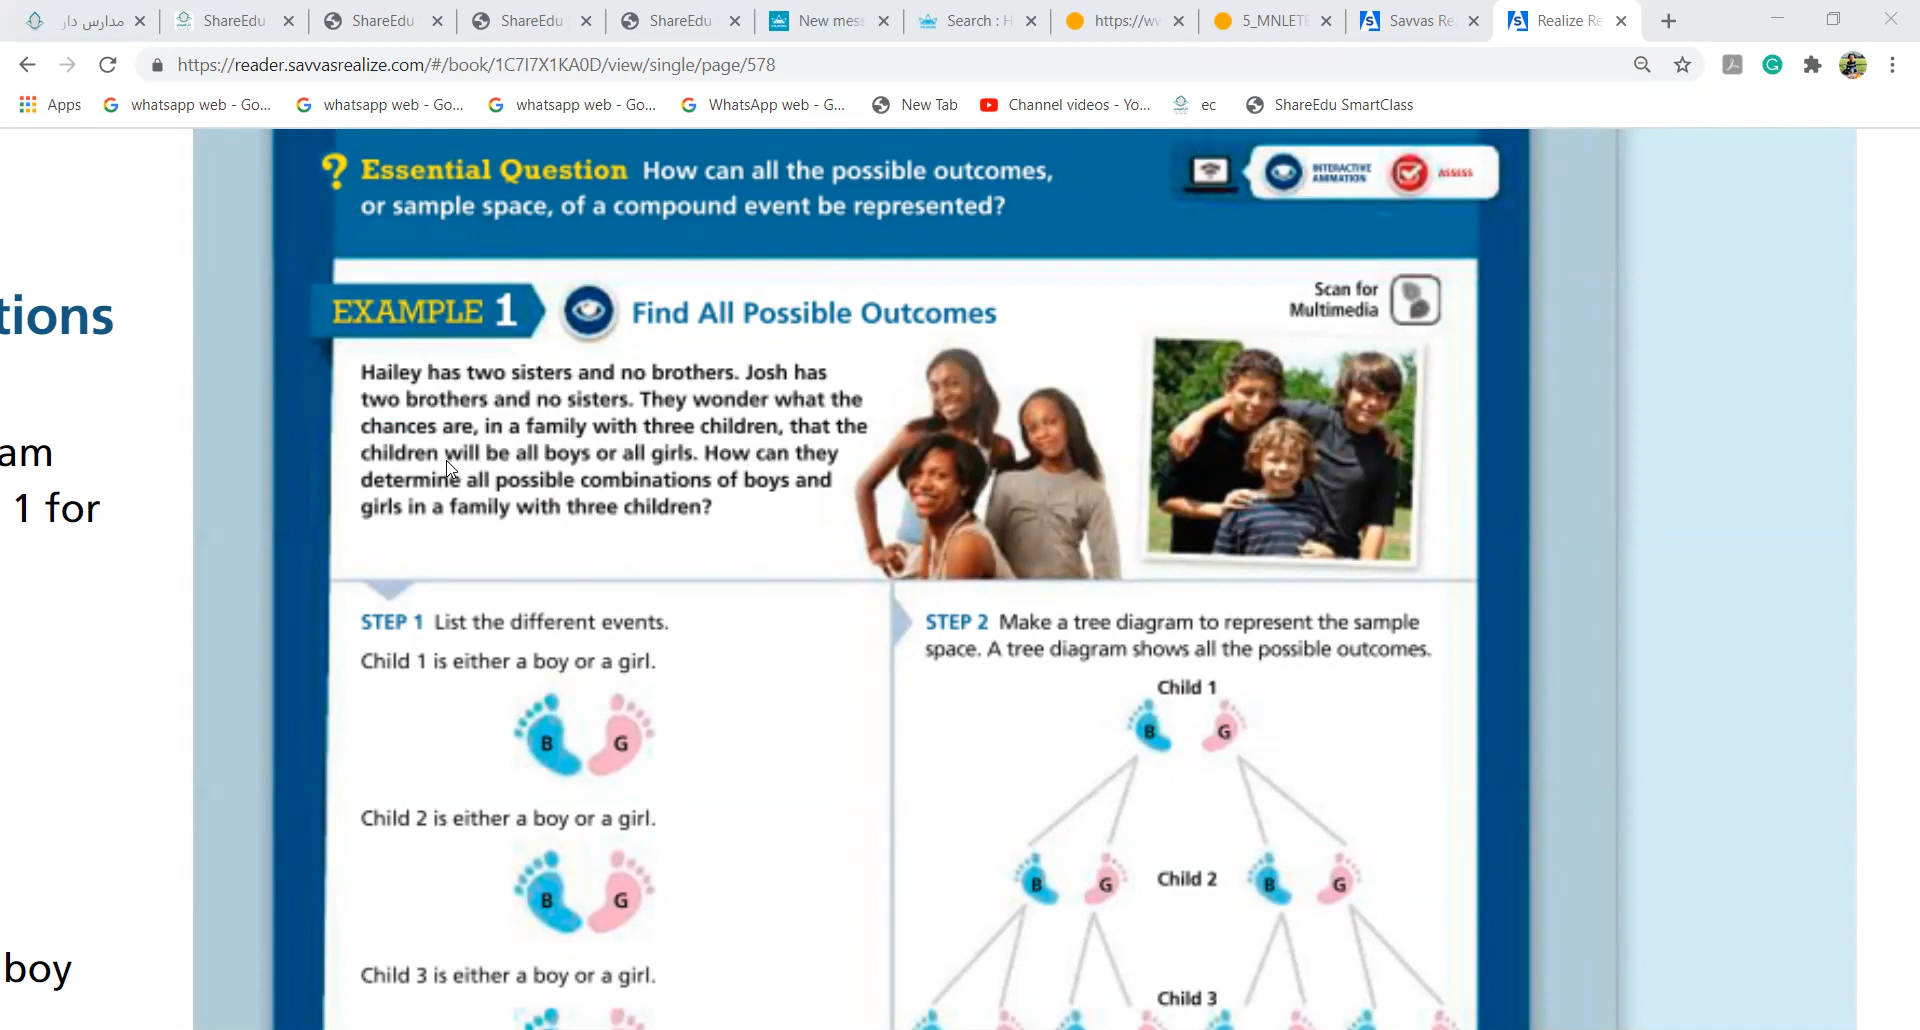 مدارس دار
ShareEdu
ShareEdu
ShareEdu
ShareEdu
New mess
Search : H
https://ww
5_MNLETE
Savvas Re
Realize Re
https://reader.savvasrealize.com/#/book/1C7I7X1KA0D/view/single/page/578
Apps
whatsapp web - Go...
whatsapp web - Go...
whatsapp web - Go...
WhatsApp web - G...
New Tab
Channel videos - Yo...
ec
ShareEdu SmartClass
? Essential Question How can all the possible outcomes,
or sample space, of a compound event be represented?
INTERACTIVE
ANIMATION
ASSESS
tions
am
1 for
boy
EXAMPLE 1
Find All Possible Outcomes
Scan for
Multimedia
Hailey has two sisters and no brothers. Josh has
two brothers and no sisters. They wonder what the
chances are, in a family with three children, that the
children will be all boys or all girls. How can they
determine all possible combinations of boys and
girls in a family with three children?
STEP 1 List the different events.
Child 1 is either a boy or a girl.
B G
Child 2 is either a boy or a girl.
B G
Child 3 is either a boy or a girl.
STEP 2 Make a tree diagram to represent the sample
space. A tree diagram shows all the possible outcomes.
Child 1
B G
B G Child 2 B G
Child 3